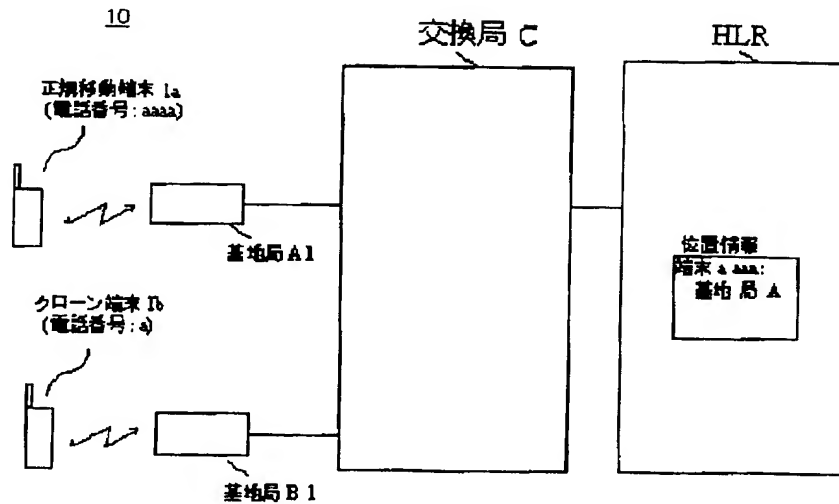 10
交換局 C
HLR
正規移動端末 1a
(電話番号:aaaa)
基地局 A1
位置情報
端末 a aaa:
基地 局 A
クローン端末 1b
(電話番号:a)
基地局 B 1